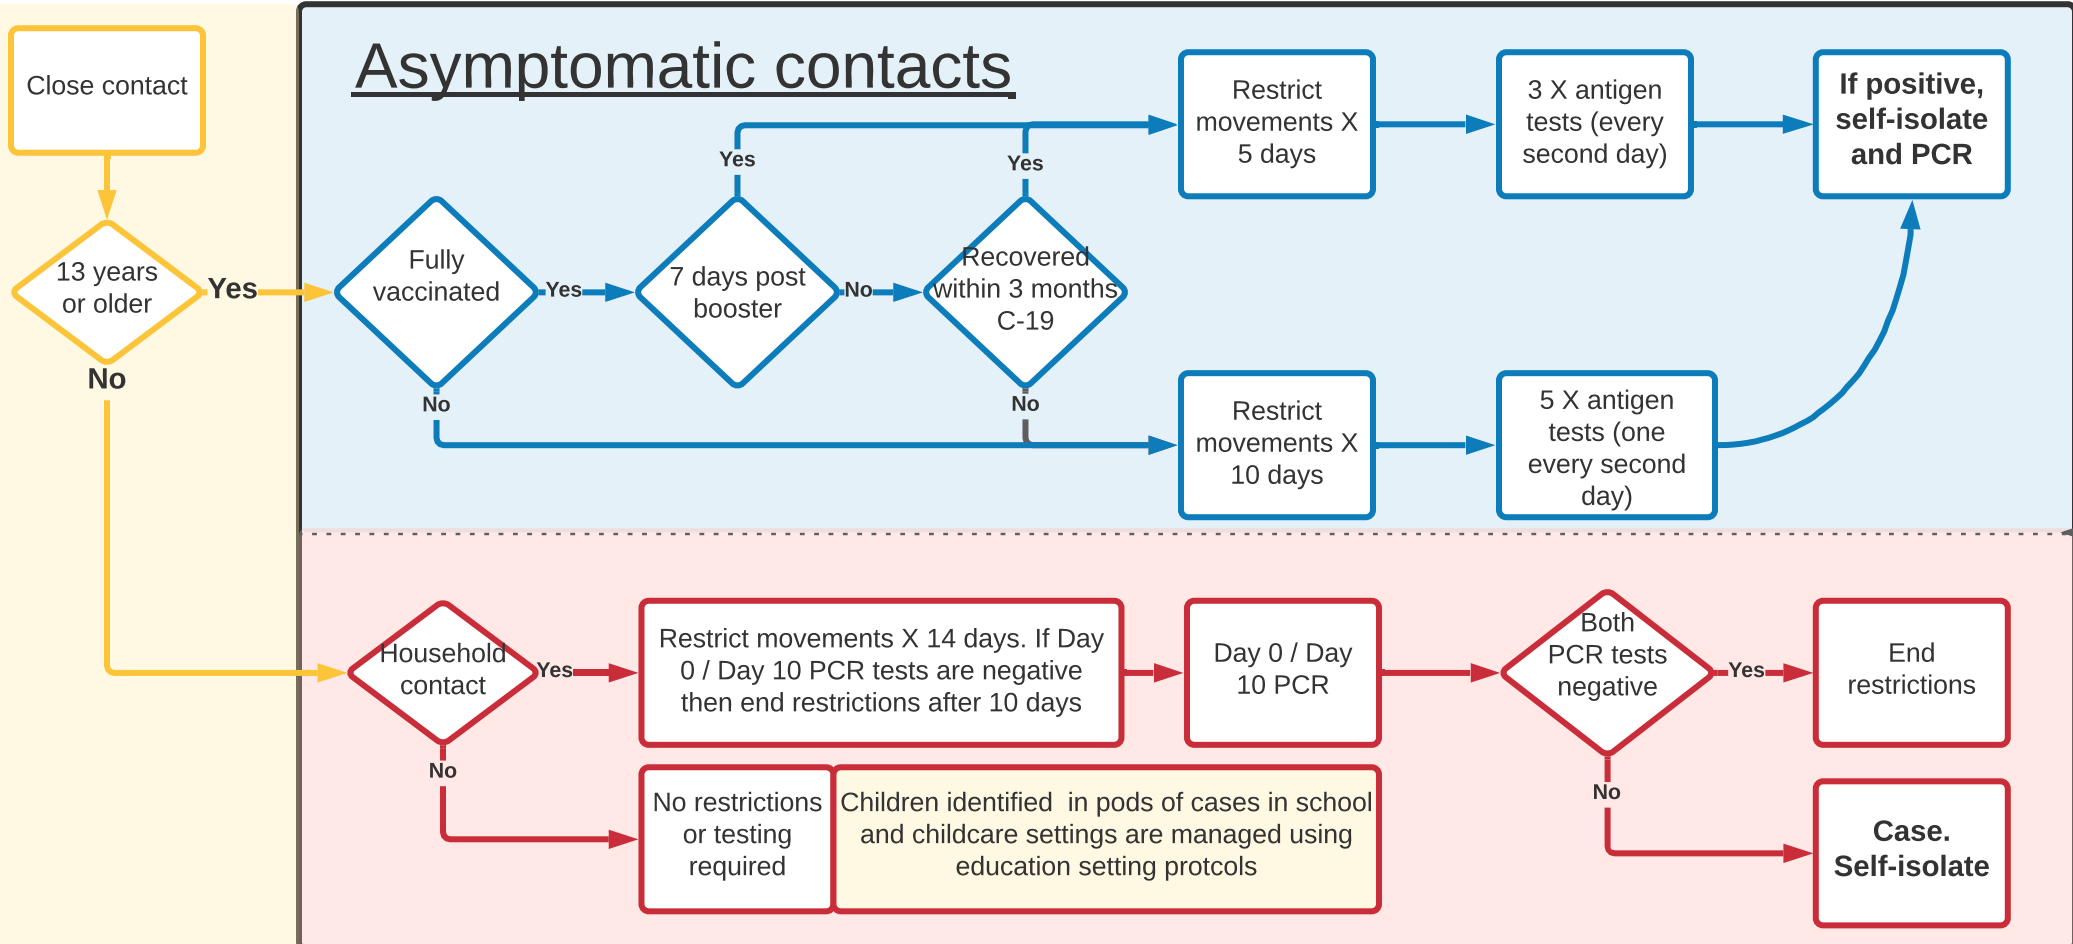 Close contact
13 years
or older
Yes
No
Asymptomatic contacts
Fully
vaccinated
Yes
No
7 days post
booster
Yes
No
Recovered
within 3 months
C-19
Yes
No
Restrict
movements X
5 days
3 X antigen
tests (every
second day)
If positive,
self-isolate
and PCR
Restrict
movements X
10 days
5 X antigen
tests (one
every second
day)
Household
contact
Yes
No
Restrict movements X 14 days. If Day
0 / Day 10 PCR tests are negative
then end restrictions after 10 days
Day 0 / Day
10 PCR
Both
PCR tests
negative
Yes
No
End
restrictions
No restrictions
or testing
required
Children identified  in pods of cases in school
and childcare settings are managed using
education setting protcols
Case.
Self-isolate